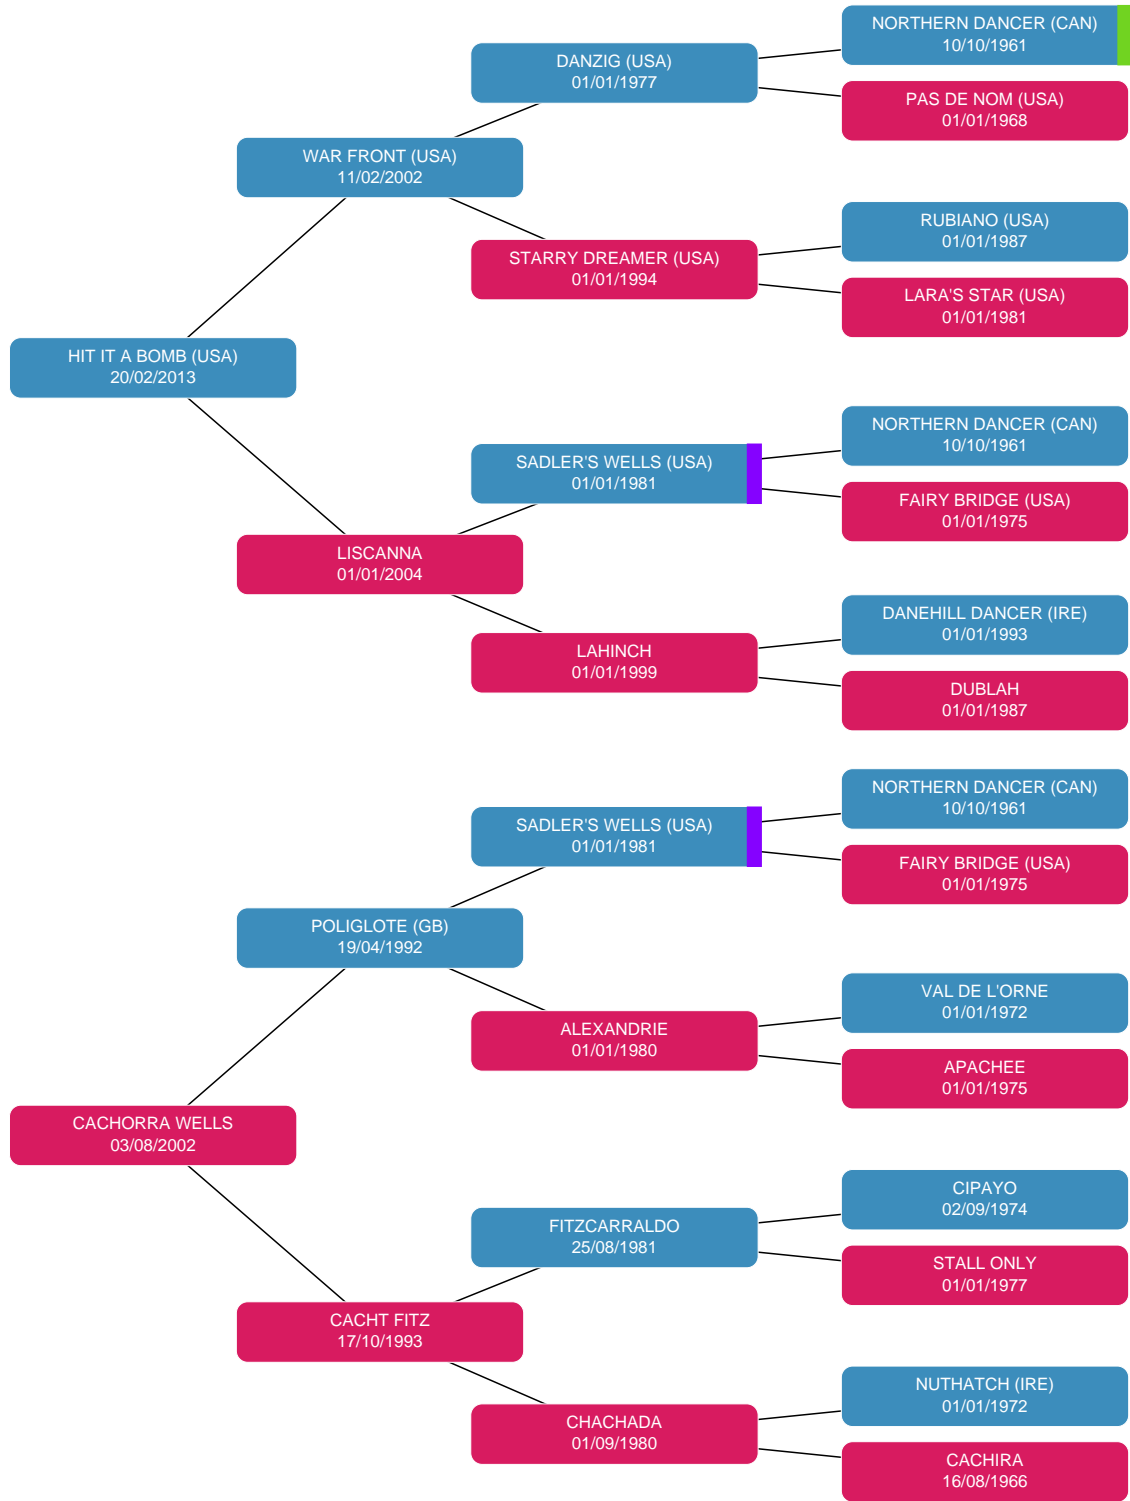 NORTHERN DANCER (CAN)
10/10/1961
DANZIG (USA)
01/01/1977
PAS DE NOM (USA)
01/01/1968
WAR FRONT (USA)
11/02/2002
RUBIANO (USA)
01/01/1987
STARRY DREAMER (USA)
01/01/1994
LARA'S STAR (USA)
01/01/1981
HIT IT A BOMB (USA)
20/02/2013
NORTHERN DANCER (CAN)
10/10/1961
SADLER'S WELLS (USA)
01/01/1981
FAIRY BRIDGE (USA)
01/01/1975
LISCANNA
01/01/2004
DANEHILL DANCER (IRE)
01/01/1993
LAHINCH
01/01/1999
DUBLAH
01/01/1987
NORTHERN DANCER (CAN)
10/10/1961
SADLER'S WELLS (USA)
01/01/1981
FAIRY BRIDGE (USA)
01/01/1975
POLIGLOTE (GB)
19/04/1992
VAL DE L'ORNE
01/01/1972
ALEXANDRIE
01/01/1980
APACHEE
01/01/1975
CACHORRA WELLS
03/08/2002
CIPAYO
02/09/1974
FITZCARRALDO
25/08/1981
STALL ONLY
01/01/1977
CACHT FITZ
17/10/1993
NUTHATCH (IRE)
01/01/1972
CHACHADA
01/09/1980
CACHIRA
16/08/1966